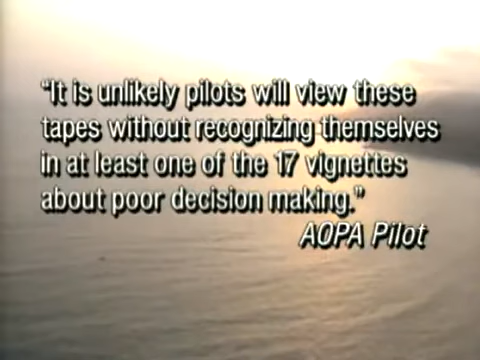 “It is unlikely pilots will view these
tapes without recognizing themselves
in at least one of the 17 vignettes
about poor decision making.”
AOPA Pilot